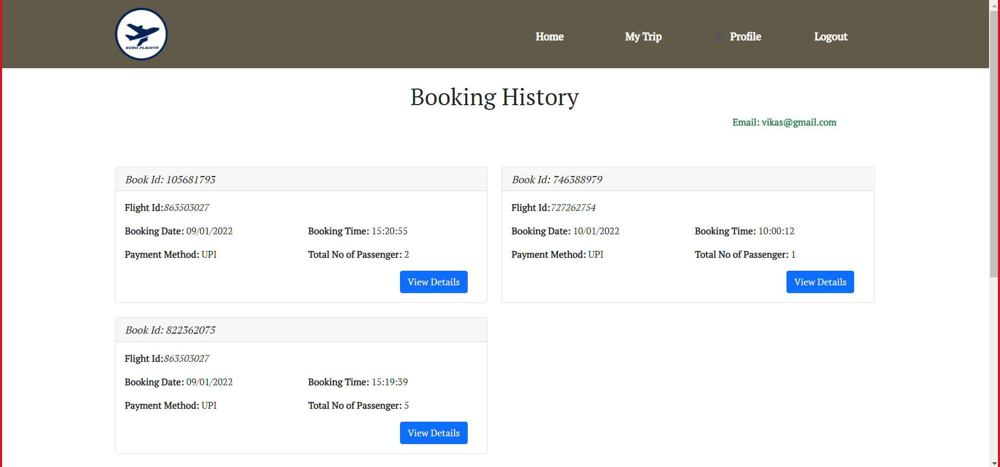 ECHO FLIGHTS
Home My Trip Profile Logout
Booking History
Email: vikas@gmail.com
Book Id: 105681793
Flight Id:863503027
Booking Date: 09/01/2022 Booking Time: 15:20:55
Payment Method: UPI Total No of Passenger: 2
View Details
Book Id: 746388979
Flight Id:727262754
Booking Date: 10/01/2022 Booking Time: 10:00:12
Payment Method: UPI Total No of Passenger: 1
View Details
Book Id: 822362075
Flight Id:863503027
Booking Date: 09/01/2022 Booking Time: 15:19:39
Payment Method: UPI Total No of Passenger: 5
View Details